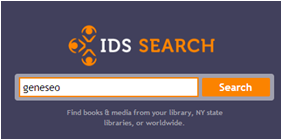 IDS SEARCH
geneseo Search
Find books & media from your library, NY state
libraries, or worldwide.